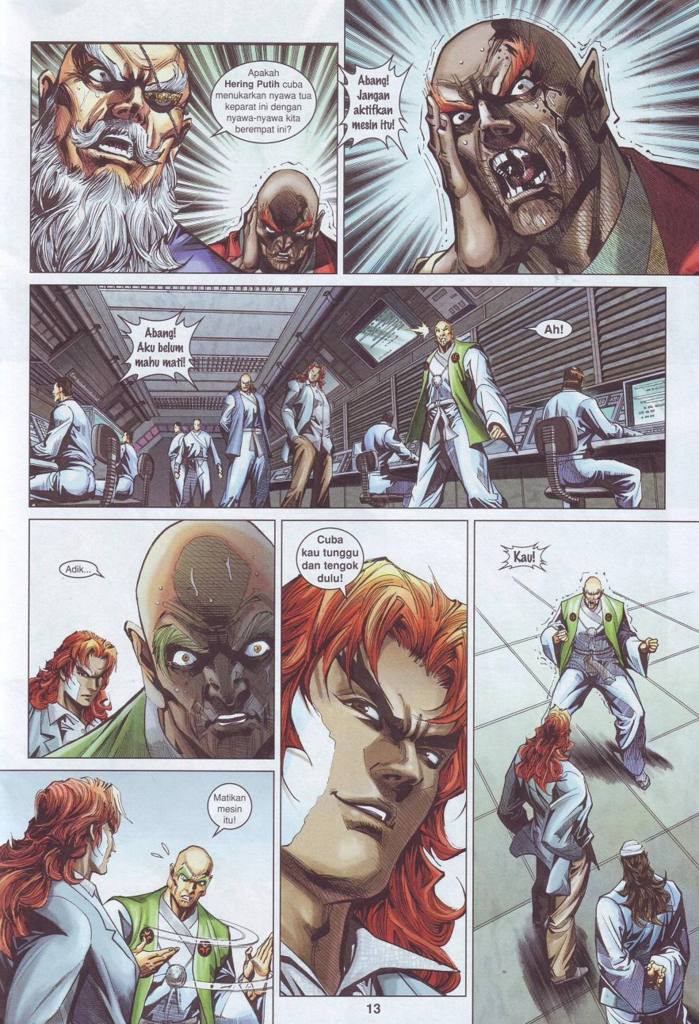 Apakah
Hering Putih cuba
menukarkan nyawa tua
keparat ini dengan
nyawa-nyawa kita
berempat ini?
Abang!
Jangan
aktifkan
mesin itu!
Abang!
Aku belum
mahu mati!
Ah!
Adik...
Cuba
kau tunggu
dan tengok
dulu!
Kau!
Matikan
mesin
itu!
13